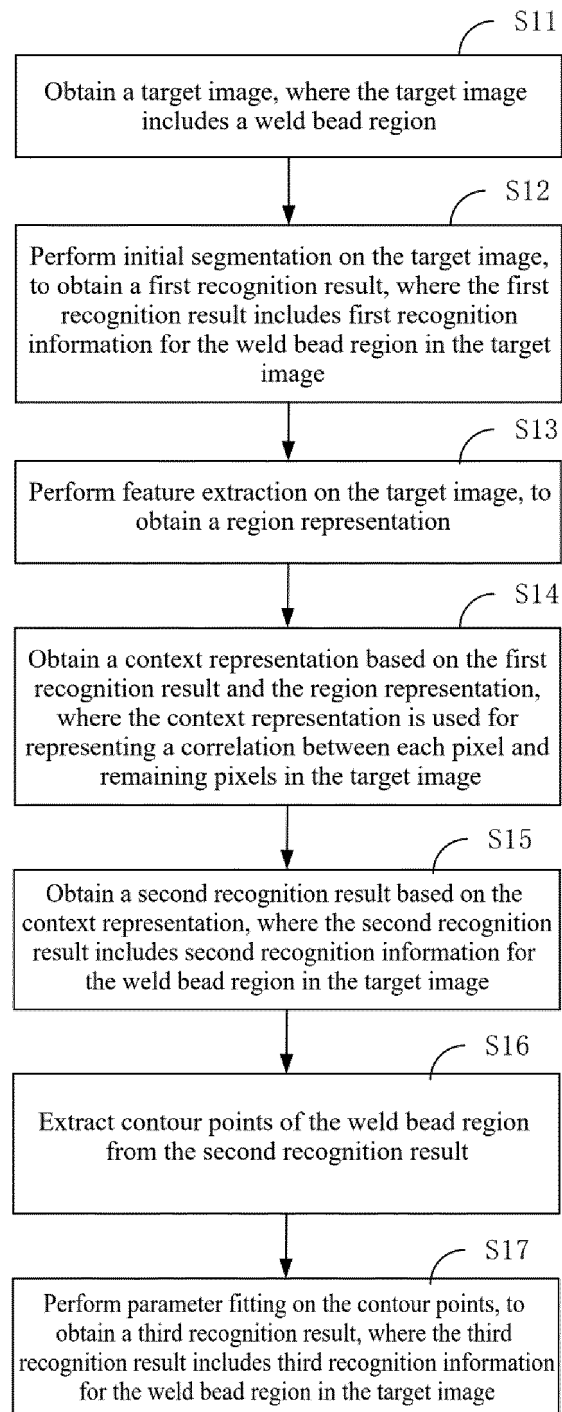 S11
Obtain a target image, where the target image
includes a weld bead region
S12
Perform initial segmentation on the target image,
to obtain a first recognition result, where the first
recognition result includes first recognition
information for the weld bead region in the target
image
S13
Perform feature extraction on the target image, to
obtain a region representation
S14
Obtain a context representation based on the first
recognition result and the region representation,
where the context representation is used for
representing a correlation between each pixel and
remaining pixels in the target image
S15
Obtain a second recognition result based on the
context representation, where the second recognition
result includes second recognition information for
the weld bead region in the target image
S16
Extract contour points of the weld bead region
from the second recognition result
S17
Perform parameter fitting on the contour points, to
obtain a third recognition result, where the third
recognition result includes third recognition information
for the weld bead region in the target image